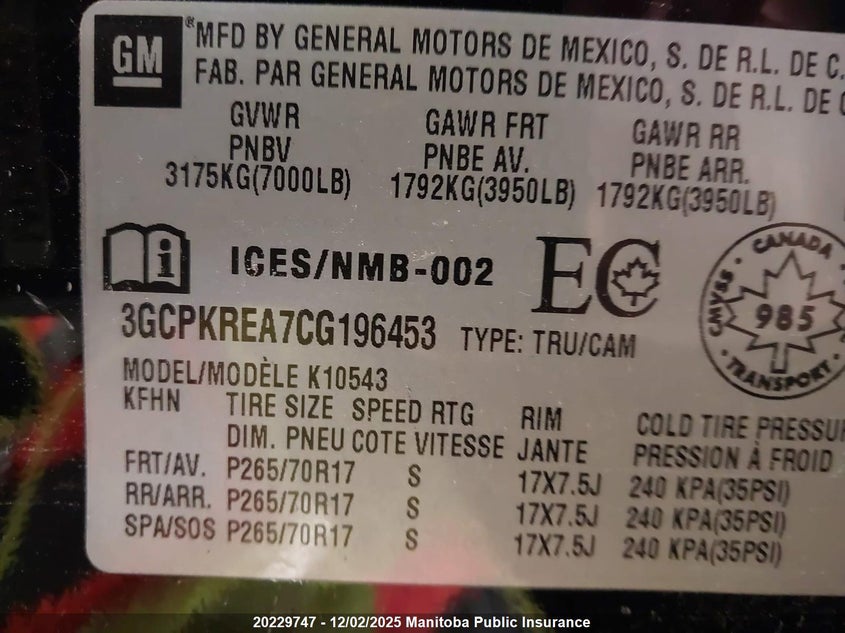 GM
® MFD BY GENERAL MOTORS DE MEXICO, S. DE R.L. DE C.
FAB. PAR GENERAL MOTORS DE MEXICO, S. DE R.L. DE C
GVWR GAWR FRT GAWR RR
PNBV PNBE AV. PNBE ARR.
3175KG(7000LB) 1792KG(3950LB) 1792KG(3950LB)
i ICES/NMB-002 EC
CANADA
CMVSS 985
TRANSPORT
3GCPKREA7CG196453 TYPE: TRU/CAM
MODEL/MODÈLE K10543
KFHN TIRE SIZE SPEED RTG RIM COLD TIRE PRESSU
DIM. PNEU COTE VITESSE JANTE PRESSION À FROID
FRT/AV. P265/70R17 S 17X7.5J 240 KPA(35PSI)
RR/ARR. P265/70R17 S 17X7.5J 240 KPA(35PSI)
SPA/SOS P265/70R17 S 17X7.5J 240 KPA(35PSI)
20229747 - 12/02/2025 Manitoba Public Insurance